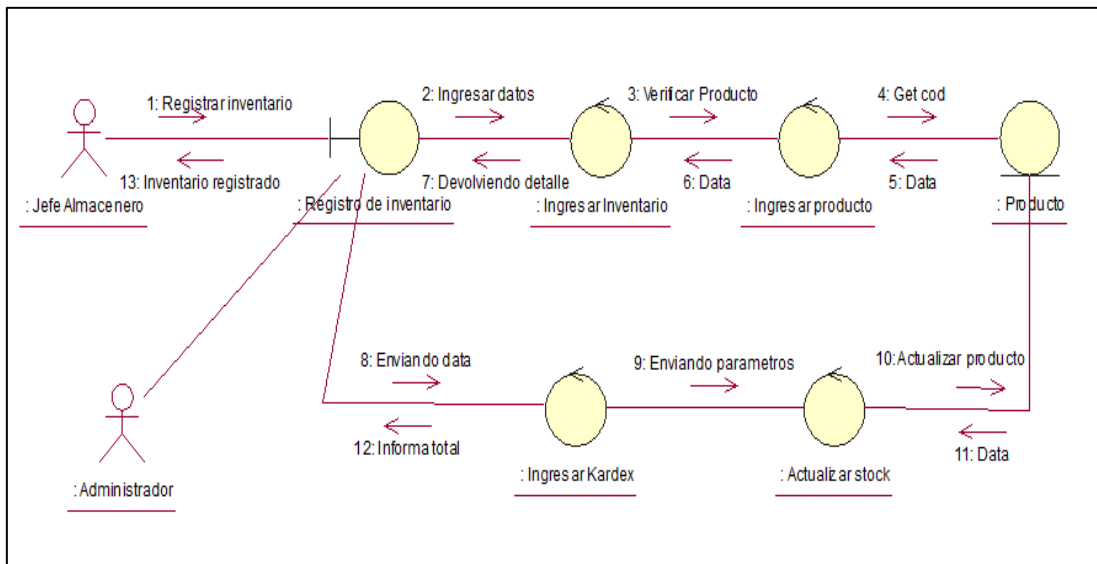 1: Registrar inventario
2: Ingresar datos
3: Verificar Producto
4: Get cod
13: Inventario registrado
7: Devolviendo detalle
6: Data
5: Data
: Jefe Almacenero
: Registro de inventario
: Ingresar Inventario
: Ingresar producto
: Producto
8: Enviando data
9: Enviando parametros
10: Actualizar producto
12: Informa total
11: Data
: Administrador
: Ingresar Kardex
: Actualizar stock